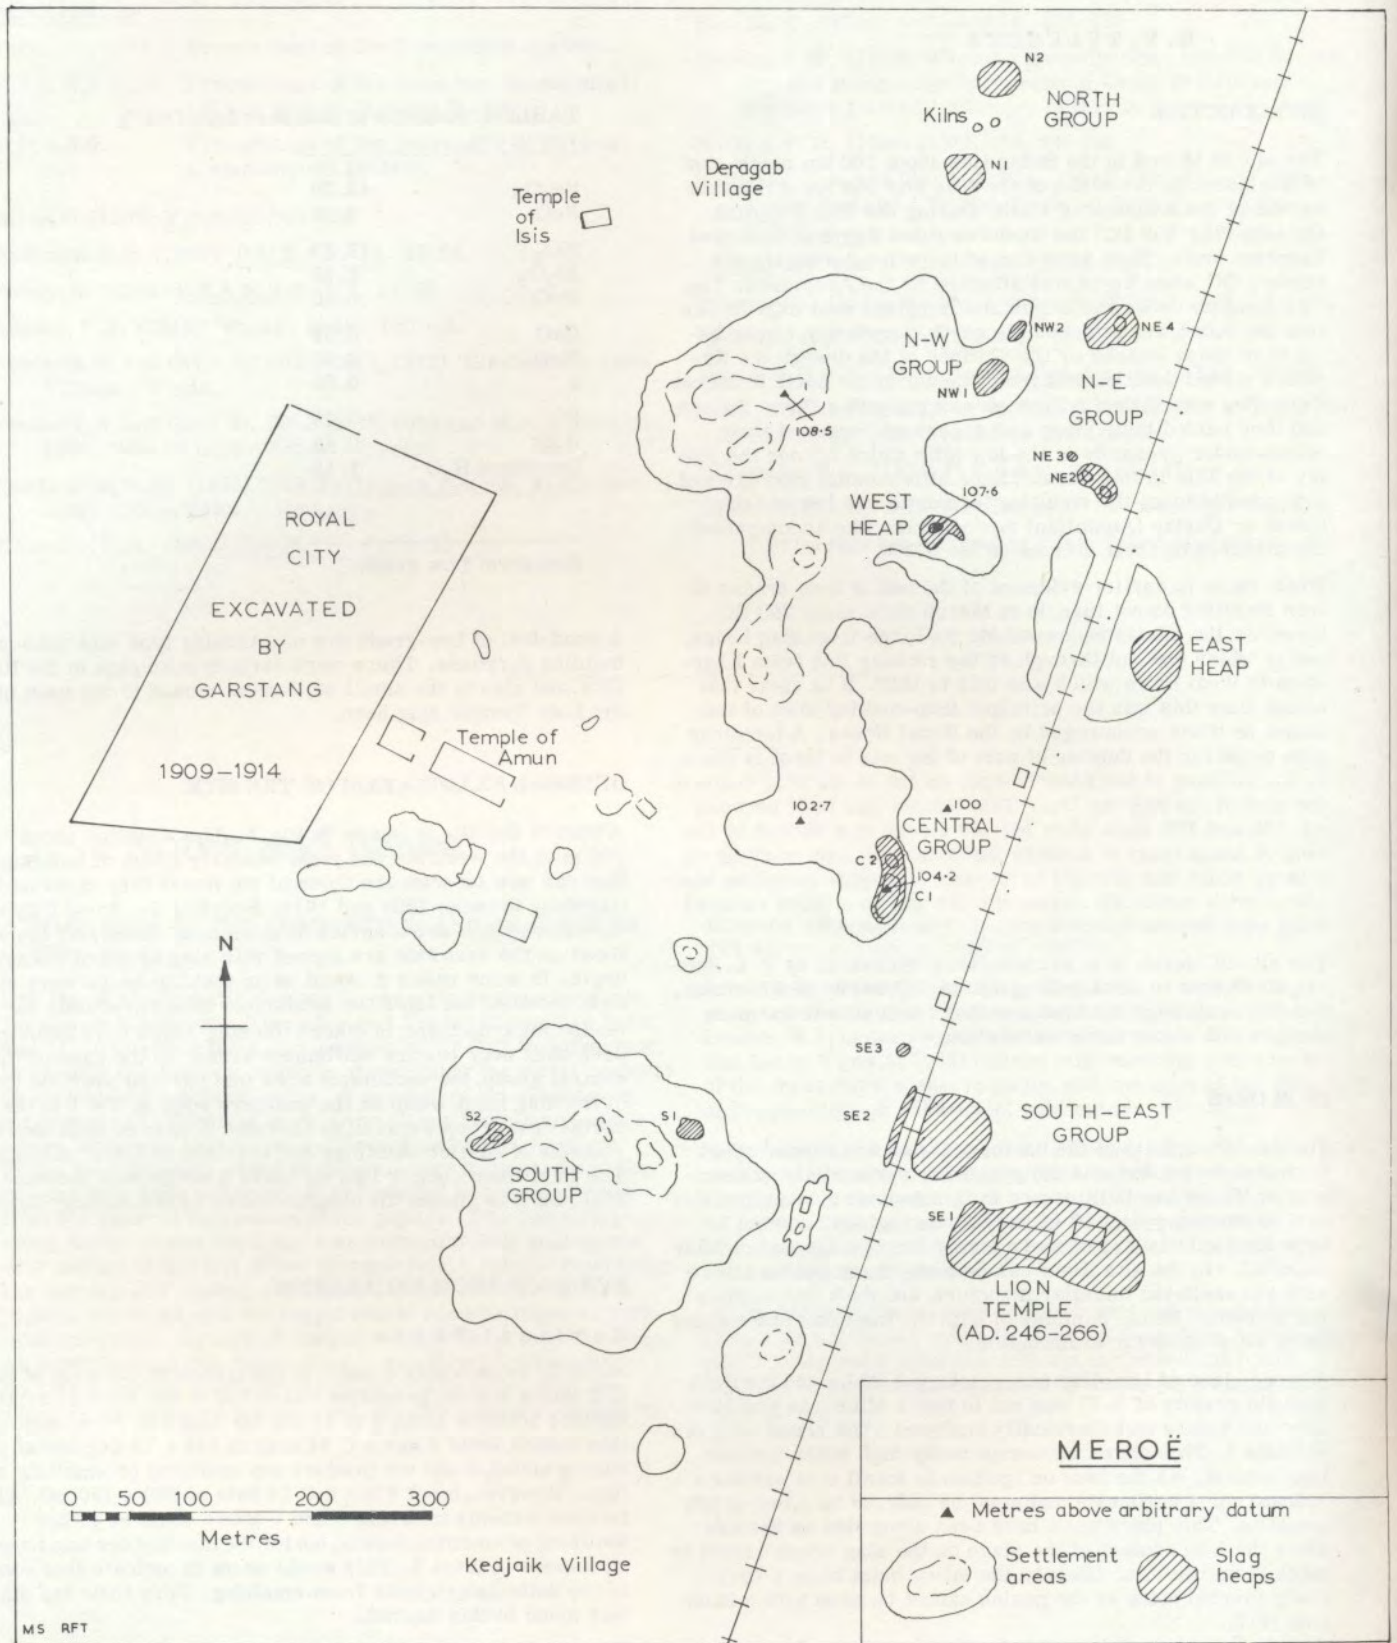 N2
NORTH
GROUP
Kilns
N1
Deragab
Village
Temple
of
Isis
NW2
NE4
N-W
GROUP
NW1
N-E
GROUP
108·5
NE3
NE2
107·6
WEST
HEAP
ROYAL
CITY
EXCAVATED
BY
GARSTANG
1909-1914
EAST
HEAP
Temple of
Amun
102·7
100
CENTRAL
GROUP
C2
104·2
C1
N
SE3
S2
S1
SE2
SOUTH-EAST
GROUP
SOUTH
GROUP
SE1
LION
TEMPLE
(AD. 246-266)
MEROË
0 50 100 200 300
Metres
Metres above arbitrary datum
Settlement
areas
Slag
heaps
Kedjaik Village
MS RFT